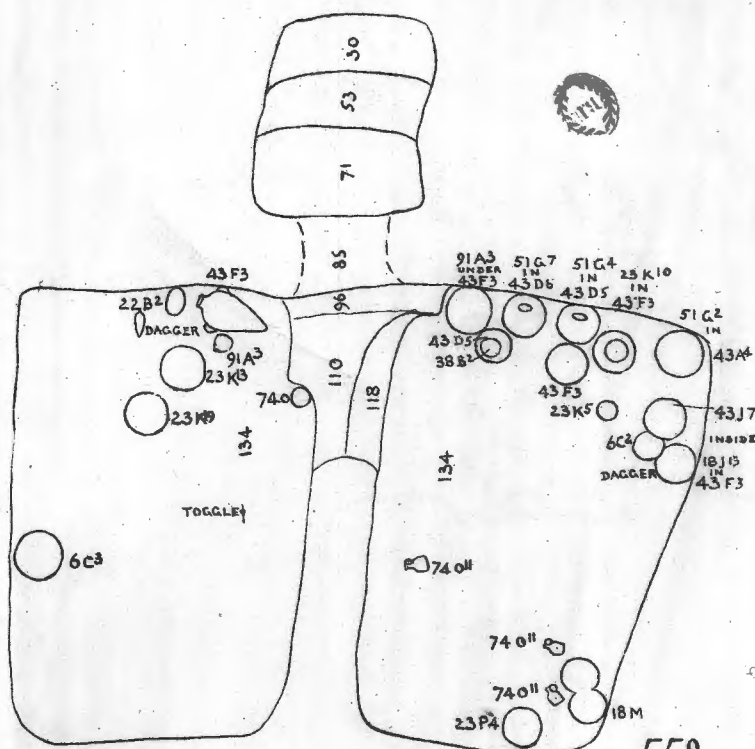 30
53
71
85
96
110
118
43F3
22B2
DAGGER
91A3
23K13
23K19
74O
134
TOGGLE
6C3
91A3
UNDER
43F3
51G7
IN
43D6
51G4
IN
43D5
23K10
IN
43F3
51G2
IN
43A4
43D5
38B2
43F3
23K5
43J7
INSIDE
6C2
DAGGER
18J13
IN
43F3
134
74O11
74O11
74O11
18M
23P4